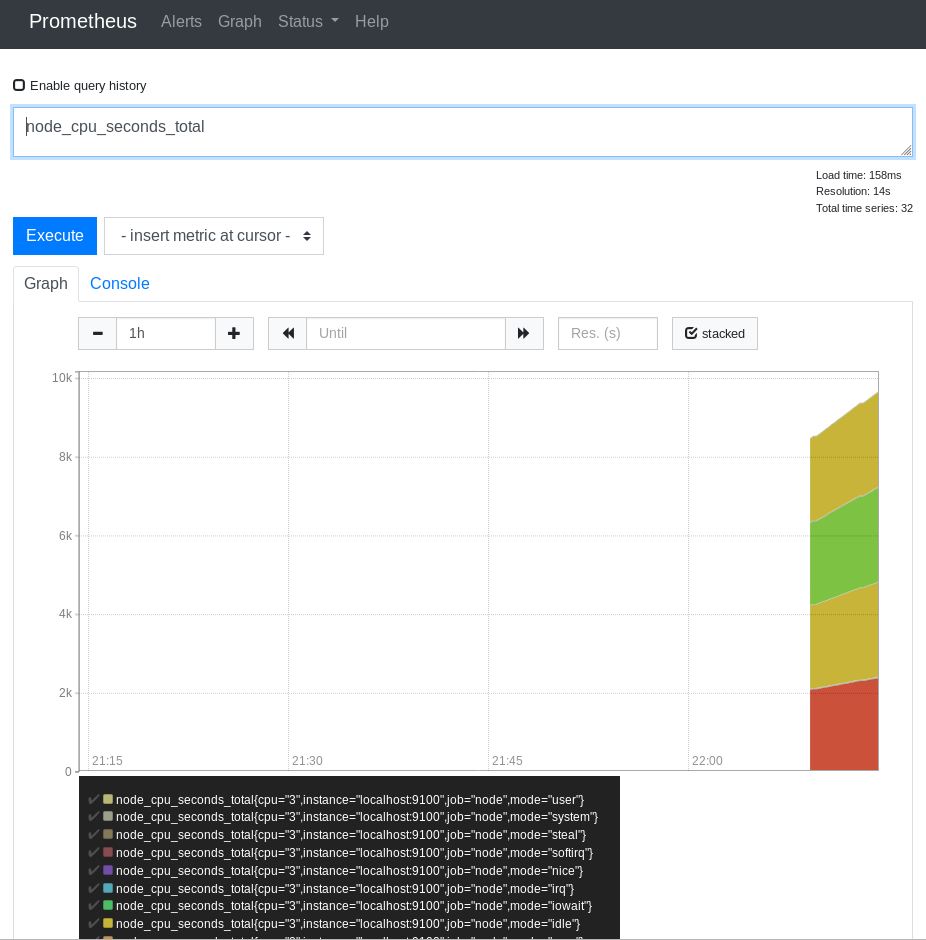 Prometheus Alerts Graph Status Help
Enable query history
node_cpu_seconds_total
Load time: 158ms
Resolution: 14s
Total time series: 32
Execute - insert metric at cursor -
Graph Console
1h Until Res. (s) stacked
10k
8k
6k
4k
2k
0
21:15 21:30 21:45 22:00
node_cpu_seconds_total{cpu="3",instance="localhost:9100",job="node",mode="user"}
node_cpu_seconds_total{cpu="3",instance="localhost:9100",job="node",mode="system"}
node_cpu_seconds_total{cpu="3",instance="localhost:9100",job="node",mode="steal"}
node_cpu_seconds_total{cpu="3",instance="localhost:9100",job="node",mode="softirq"}
node_cpu_seconds_total{cpu="3",instance="localhost:9100",job="node",mode="nice"}
node_cpu_seconds_total{cpu="3",instance="localhost:9100",job="node",mode="irq"}
node_cpu_seconds_total{cpu="3",instance="localhost:9100",job="node",mode="iowait"}
node_cpu_seconds_total{cpu="3",instance="localhost:9100",job="node",mode="idle"}